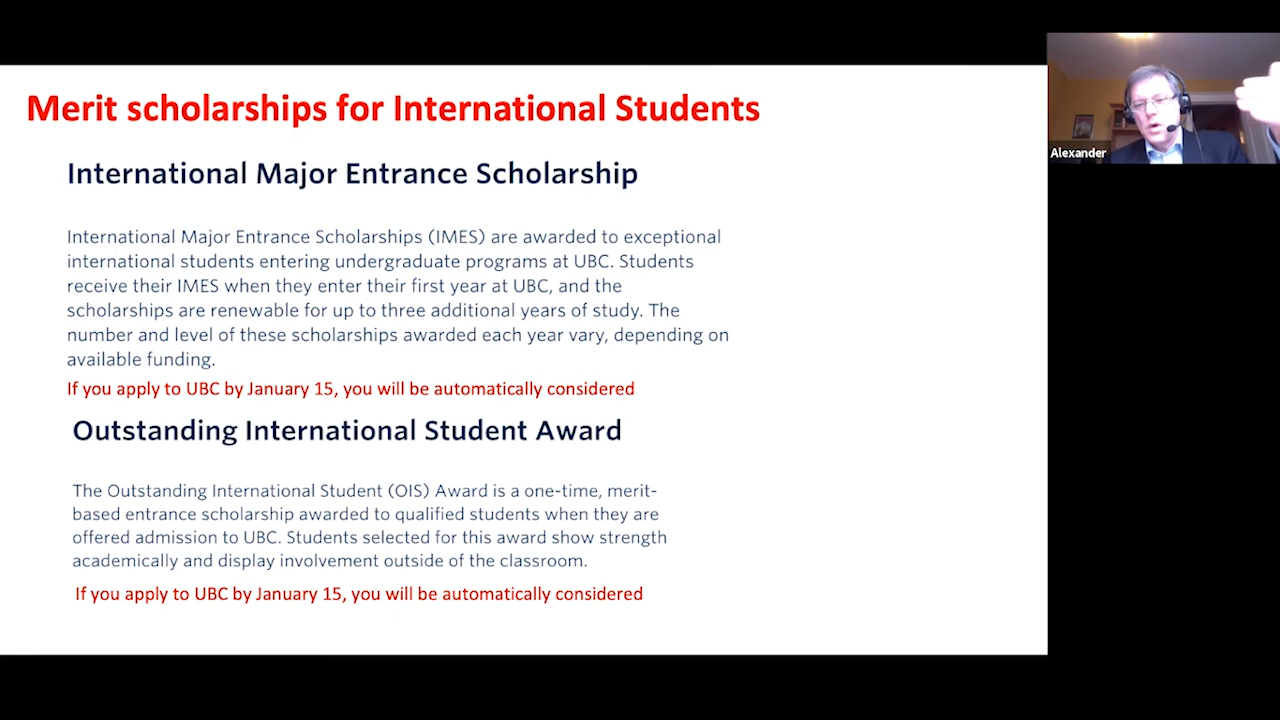 Merit scholarships for International Students
International Major Entrance Scholarship
International Major Entrance Scholarships (IMES) are awarded to exceptional
international students entering undergraduate programs at UBC. Students
receive their IMES when they enter their first year at UBC, and the
scholarships are renewable for up to three additional years of study. The
number and level of these scholarships awarded each year vary, depending on
available funding.
If you apply to UBC by January 15, you will be automatically considered
Outstanding International Student Award
The Outstanding International Student (OIS) Award is a one-time, merit-
based entrance scholarship awarded to qualified students when they are
offered admission to UBC. Students selected for this award show strength
academically and display involvement outside of the classroom.
If you apply to UBC by January 15, you will be automatically considered
Alexander